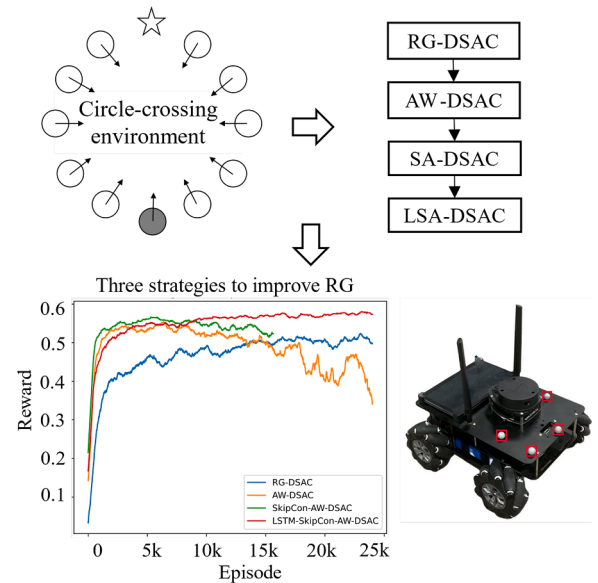 Circle-crossing
environment
RG-DSAC
AW-DSAC
SA-DSAC
LSA-DSAC
Three strategies to improve RG
Reward
0.6
0.5
0.4
0.3
0.2
0.1
RG-DSAC
AW-DSAC
SkipCon-AW-DSAC
LSTM-SkipCon-AW-DSAC
0 5k 10k 15k 20k 25k
Episode